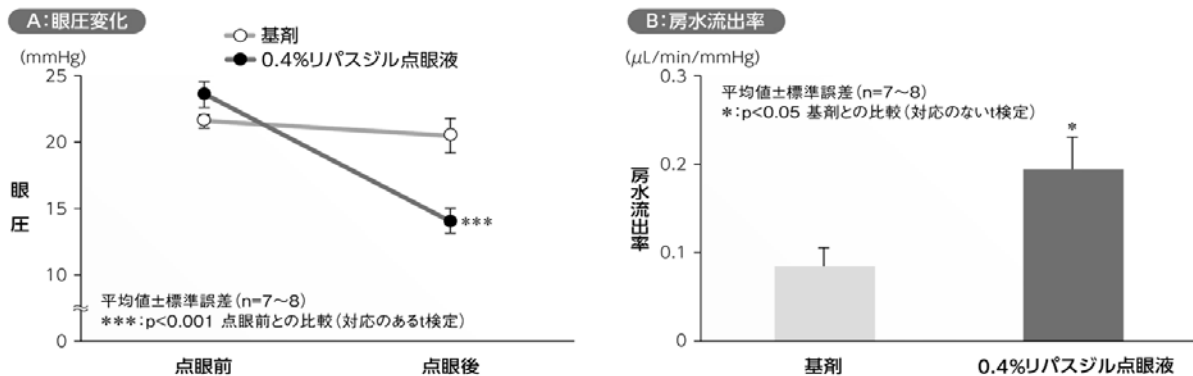 A:眼圧変化
(mmHg)
基剤
0.4%リパスジル点眼液
25
20
15
10
0
眼圧
平均値±標準誤差(n=7~8)
***:p<0.001 点眼前との比較(対応のあるt検定)
***
点眼前
点眼後
B:房水流出率
(μL/min/mmHg)
0.3
0.2
0.1
0
房水流出率
平均値±標準誤差(n=7~8)
*:p<0.05 基剤との比較(対応のないt検定)
*
基剤
0.4%リパスジル点眼液